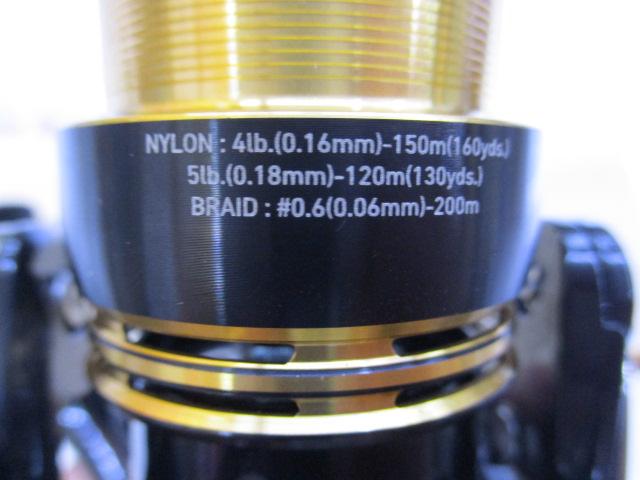 NYLON : 4lb.(0.16mm)-150m(160yds.)
5lb.(0.18mm)-120m(130yds.)
BRAID : #0.6(0.06mm)-200m